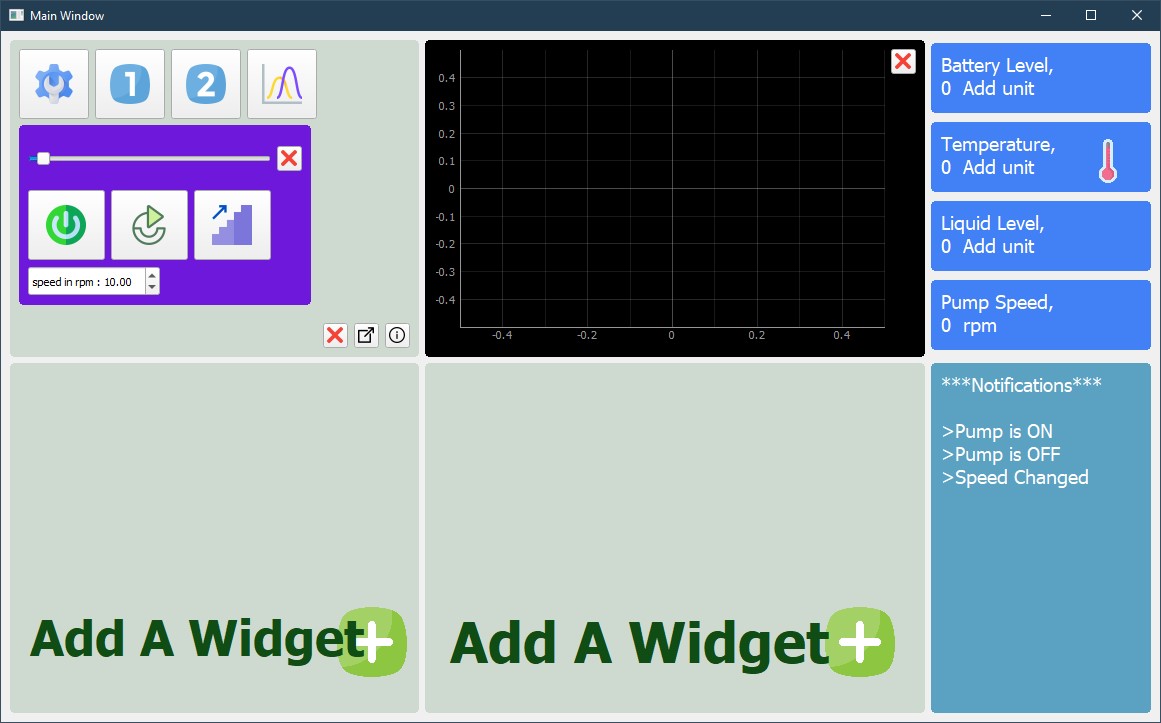 Main Window
1
2
speed in rpm : 10.00
0.4
0.3
0.2
0.1
0
-0.1
-0.2
-0.3
-0.4
-0.4
-0.2
0
0.2
0.4
Battery Level,
0 Add unit
Temperature,
0 Add unit
Liquid Level,
0 Add unit
Pump Speed,
0 rpm
Add A Widget
Add A Widget
***Notifications***
>Pump is ON
>Pump is OFF
>Speed Changed